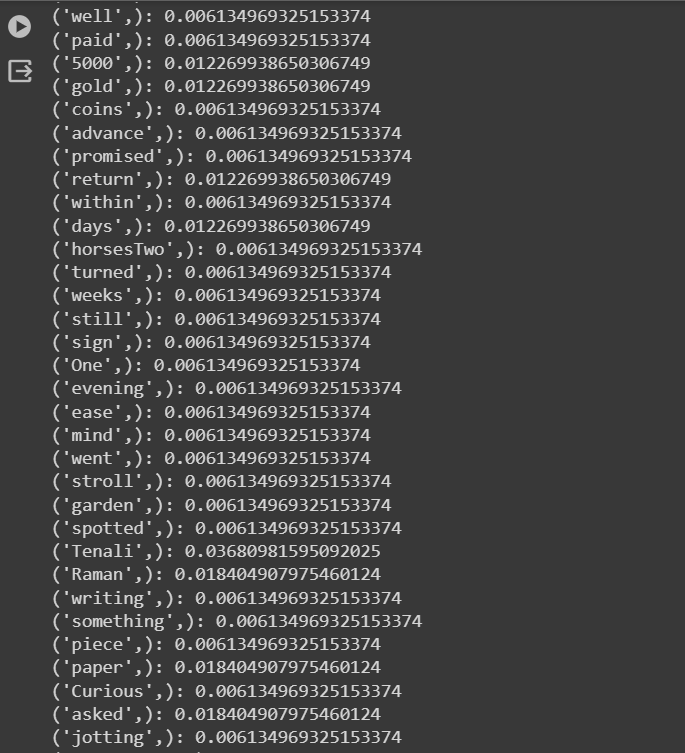 ('well',): 0.006134969325153374
('paid',): 0.006134969325153374
('5000',): 0.012269938650306749
('gold',): 0.012269938650306749
('coins',): 0.006134969325153374
('advance',): 0.006134969325153374
('promised',): 0.006134969325153374
('return',): 0.012269938650306749
('within',): 0.006134969325153374
('days',): 0.012269938650306749
('horsesTwo',): 0.006134969325153374
('turned',): 0.006134969325153374
('weeks',): 0.006134969325153374
('still',): 0.006134969325153374
('sign',): 0.006134969325153374
('One',): 0.006134969325153374
('evening',): 0.006134969325153374
('ease',): 0.006134969325153374
('mind',): 0.006134969325153374
('went',): 0.006134969325153374
('stroll',): 0.006134969325153374
('garden',): 0.006134969325153374
('spotted',): 0.006134969325153374
('Tenali',): 0.03680981595092025
('Raman',): 0.018404907975460124
('writing',): 0.006134969325153374
('something',): 0.006134969325153374
('piece',): 0.006134969325153374
('paper',): 0.018404907975460124
('Curious',): 0.006134969325153374
('asked',): 0.018404907975460124
('jotting',): 0.006134969325153374